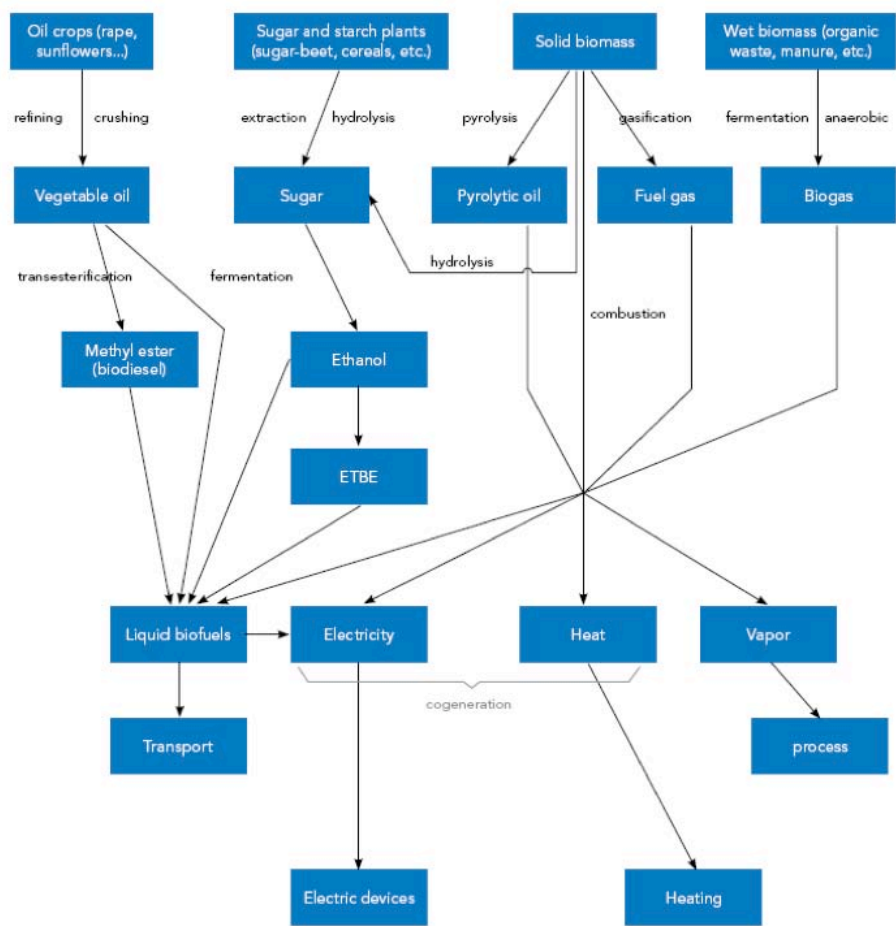 Oil crops (rape,
sunflowers...)
Sugar and starch plants
(sugar-beet, cereals, etc.)
Solid biomass
Wet biomass (organic
waste, manure, etc.)
refining
crushing
extraction
hydrolysis
pyrolysis
gasification
fermentation
anaerobic
Vegetable oil
Sugar
Pyrolytic oil
Fuel gas
Biogas
transesterification
fermentation
hydrolysis
combustion
Methyl ester
(biodiesel)
Ethanol
ETBE
Liquid biofuels
Electricity
Heat
Vapor
cogeneration
Transport
process
Electric devices
Heating